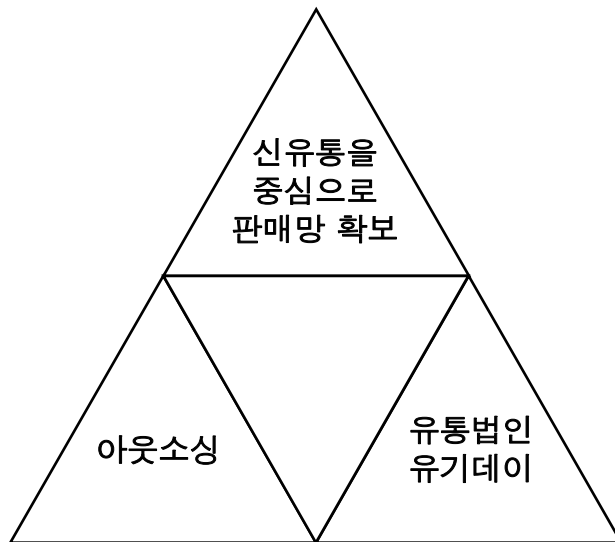 신유통을
중심으로
판매망 확보
아웃소싱
유통법인
유기데이